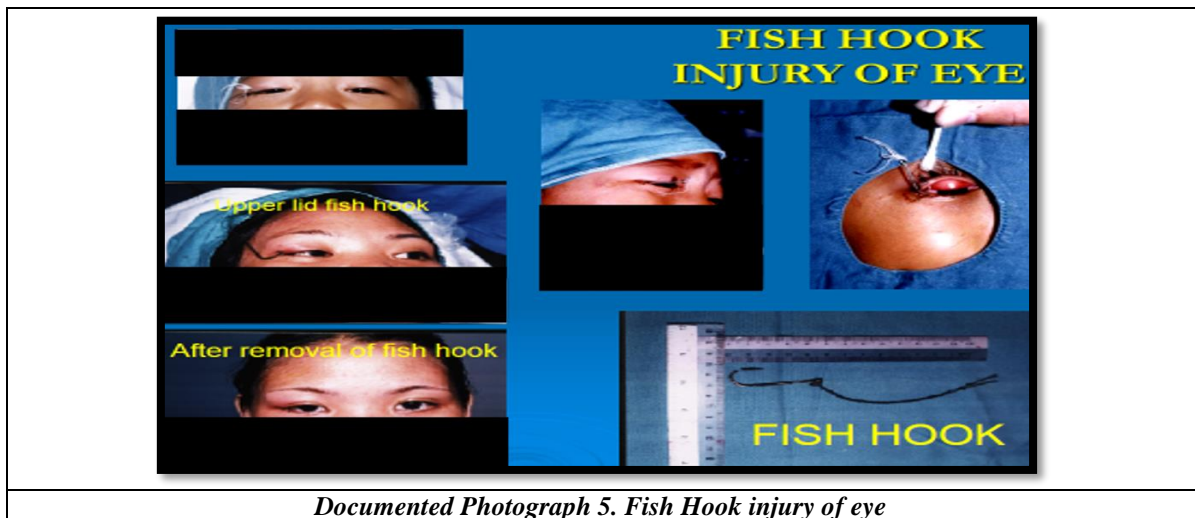 FISH HOOK
INJURY OF EYE
Upper lid fish hook
After removal of fish hook
FISH HOOK
Documented Photograph 5. Fish Hook injury of eye